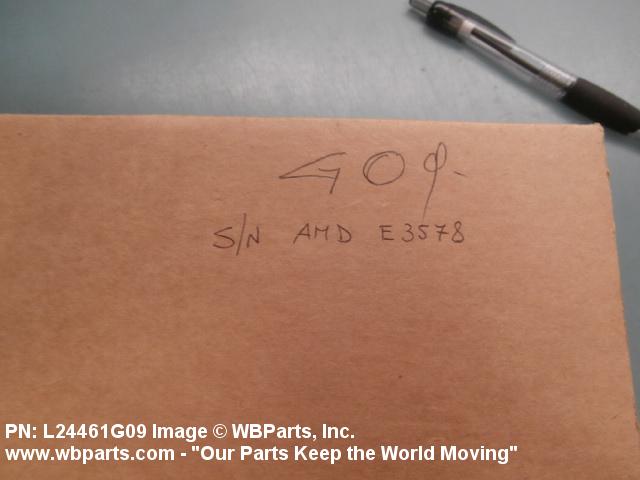 G09.
S/N AMD E3578
PN: L24461G09 Image © WBParts, Inc.
www.wbparts.com - "Our Parts Keep the World Moving"